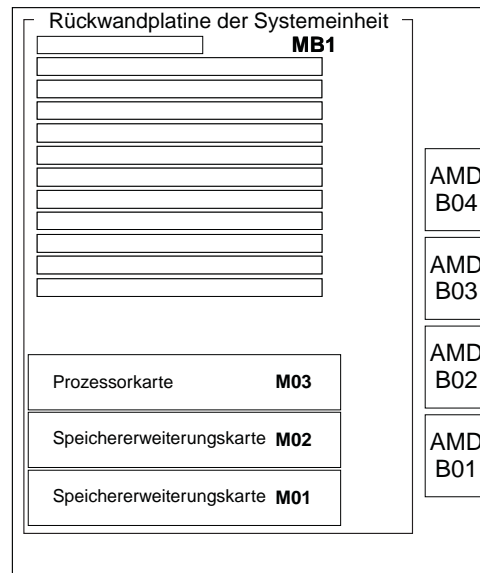 Rückwandplatine der Systemeinheit
MB1
AMD
B04
AMD
B03
AMD
B02
AMD
B01
Prozessorkarte M03
Speichererweiterungskarte M02
Speichererweiterungskarte M01